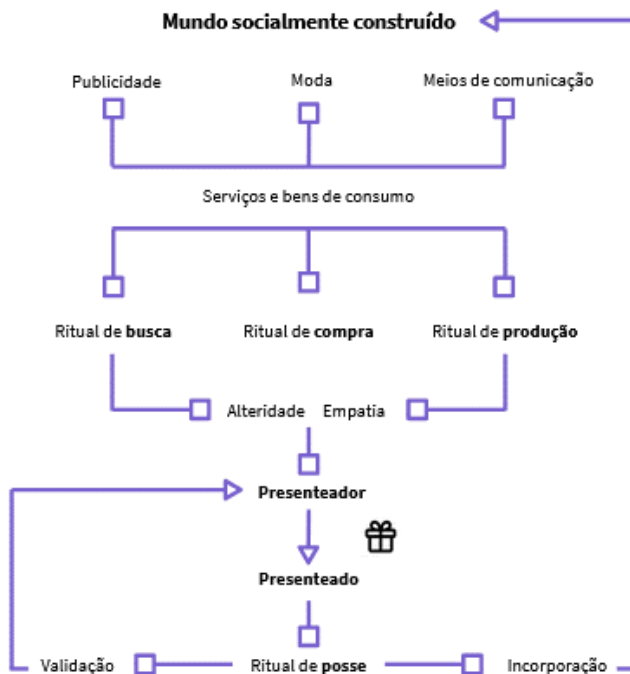 Mundo socialmente construído
Publicidade Moda Meios de comunicação
Serviços e bens de consumo
Ritual de busca Ritual de compra Ritual de produção
Alteridade Empatia
Presenteador
Presenteado
Validação Ritual de posse Incorporação